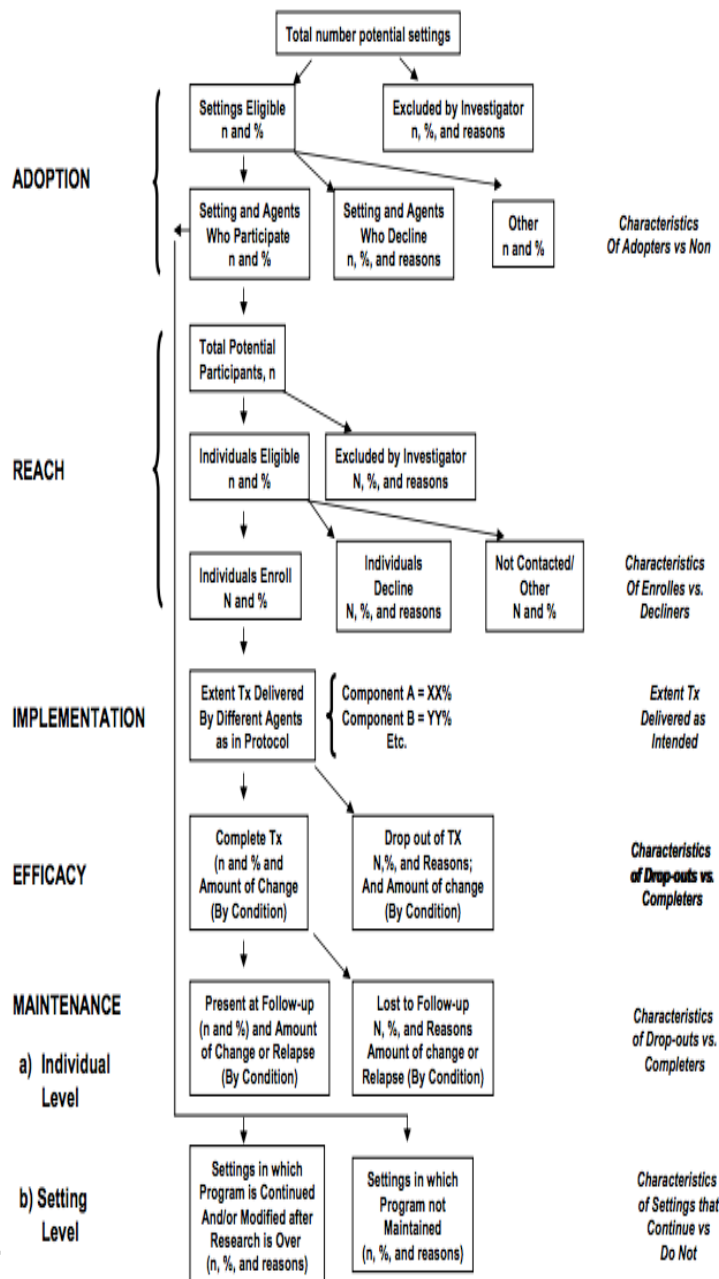 Total number potential settings
Settings Eligible
n and %
Excluded by Investigator
n, %, and reasons
ADOPTION
Setting and Agents
Who Participate
n and %
Setting and Agents
Who Decline
n, %, and reasons
Other
n and %
Characteristics
Of Adopters vs Non
Total Potential
Participants, n
REACH
Individuals Eligible
n and %
Excluded by Investigator
N, %, and reasons
Individuals Enroll
N and %
Individuals
Decline
N, %, and reasons
Not Contacted/
Other
N and %
Characteristics
Of Enrolles vs.
Decliners
IMPLEMENTATION
Extent Tx Delivered
By Different Agents
as in Protocol
Component A = XX%
Component B = YY%
Etc.
Extent Tx
Delivered as
Intended
EFFICACY
Complete Tx
(n and % and
Amount of Change
(By Condition)
Drop out of TX
N,%, and Reasons;
And Amount of change
(By Condition)
Characteristics
of Drop-outs vs.
Completers
MAINTENANCE
a) Individual
Level
Present at Follow-up
(n and %) and Amount
of Change or Relapse
(By Condition)
Lost to Follow-up
N, %, and Reasons
Amount of change or
Relapse (By Condition)
Characteristics
of Drop-outs vs.
Completers
b) Setting
Level
Settings in which
Program is Continued
And/or Modified after
Research is Over
(n, %, and reasons)
Settings in which
Program not
Maintained
(n, %, and reasons)
Characteristics
of Settings that
Continue vs
Do Not